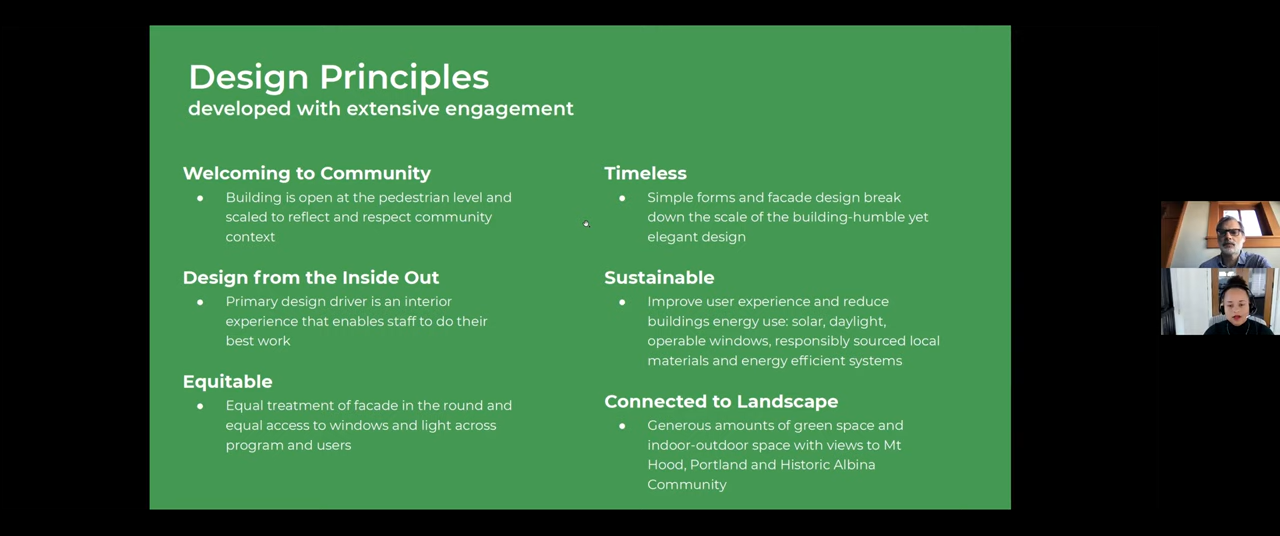 Design Principles
developed with extensive engagement
Welcoming to Community
● Building is open at the pedestrian level and
scaled to reflect and respect community
context
Design from the Inside Out
● Primary design driver is an interior
experience that enables staff to do their
best work
Equitable
● Equal treatment of facade in the round and
equal access to windows and light across
program and users
Timeless
● Simple forms and facade design break
down the scale of the building-humble yet
elegant design
Sustainable
● Improve user experience and reduce
buildings energy use: solar, daylight,
operable windows, responsibly sourced local
materials and energy efficient systems
Connected to Landscape
● Generous amounts of green space and
indoor-outdoor space with views to Mt
Hood, Portland and Historic Albina
Community